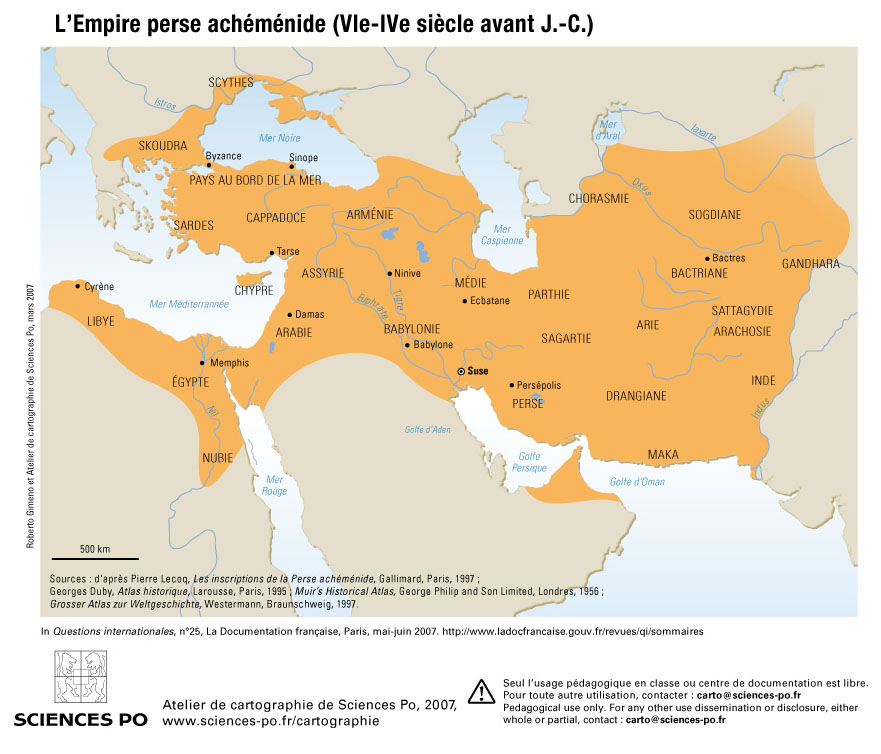 L'Empire perse achéménide (VIe-IVe siècle avant J.-C.)
SCYTHES
Istros
Mer Noire
SKOUDRA
Byzance
Sinope
PAYS AU BORD DE LA MER
SARDES
CAPPADOCE
ARMÉNIE
Mer
Caspienne
Mer
d'Aral
Iaxarte
Oxus
CHORASMIE
SOGDIANE
Bactres
BACTRIANE
GANDHARA
Tarse
ASSYRIE
Ninive
CHYPRE
Cyrène
Mer Méditerranée
LIBYE
Damas
ARABIE
Euphrate
Tigre
MÉDIE
Ecbatane
PARTHIE
BABYLONIE
Babylone
SAGARTIE
ARIE
SATTAGYDIE
ARACHOSIE
Memphis
ÉGYPTE
Nil
NUBIE
Suse
Persépolis
PERSE
DRANGIANE
INDE
Indus
Golfe d'Aden
Golfe
Persique
MAKA
Golfe d'Oman
Mer
Rouge
500 km
Roberto Gimeno et Atelier de cartographie de Sciences Po, mars 2007
Sources : d'après Pierre Lecoq, Les inscriptions de la Perse achéménide, Gallimard, Paris, 1997 ;
Georges Duby, Atlas historique, Larousse, Paris, 1995 ; Muir's Historical Atlas, George Philip and Son Limited, Londres, 1956 ;
Grosser Atlas zur Weltgeschichte, Westermann, Braunschweig, 1997.
In Questions internationales, n°25, La Documentation française, Paris, mai-juin 2007. http://www.ladocfrancaise.gouv.fr/revues/qi/sommaires
SCIENCES PO
Atelier de cartographie de Sciences Po, 2007,
www.sciences-po.fr/cartographie
Seul l'usage pédagogique en classe ou centre de documentation est libre.
Pour toute autre utilisation, contacter : carto@sciences-po.fr
Pedagogical use only. For any other use dissemination or disclosure, either
whole or partial, contact : carto@sciences-po.fr